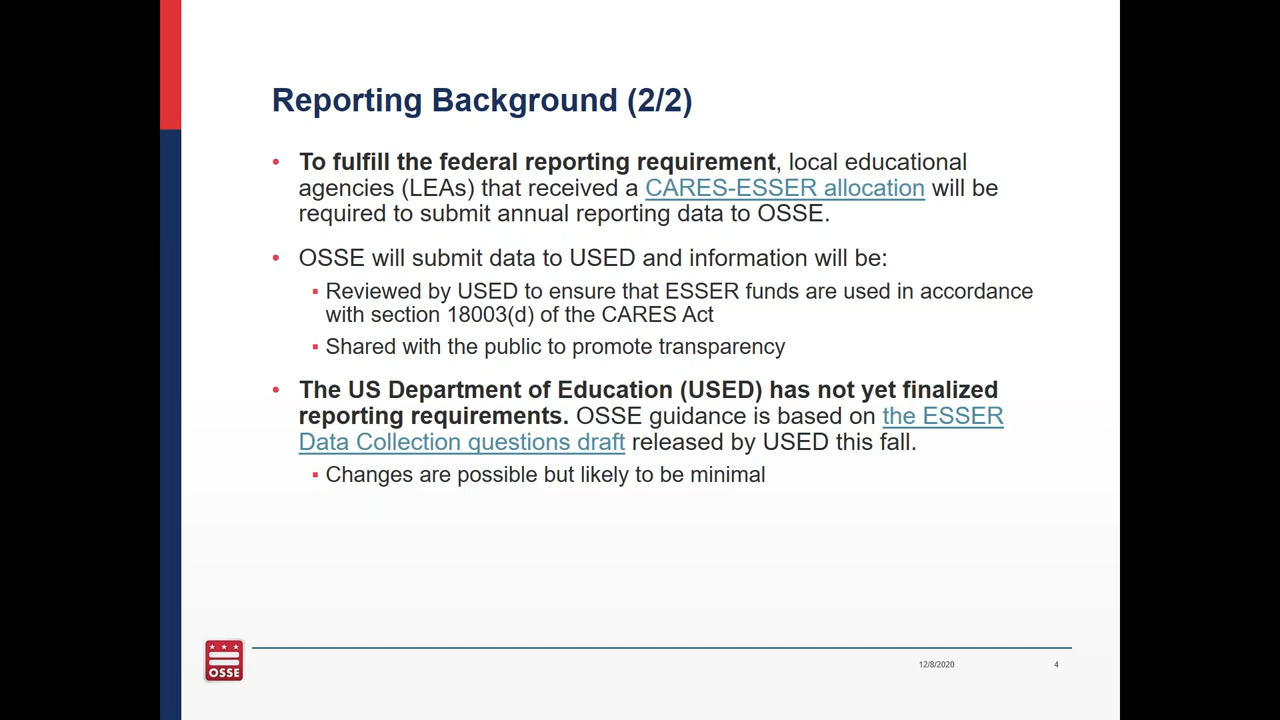 Reporting Background (2/2)
• To fulfill the federal reporting requirement, local educational
agencies (LEAs) that received a CARES-ESSER allocation will be
required to submit annual reporting data to OSSE.
• OSSE will submit data to USED and information will be:
▪ Reviewed by USED to ensure that ESSER funds are used in accordance
with section 18003(d) of the CARES Act
▪ Shared with the public to promote transparency
• The US Department of Education (USED) has not yet finalized
reporting requirements. OSSE guidance is based on the ESSER
Data Collection questions draft released by USED this fall.
▪ Changes are possible but likely to be minimal
OSSE
12/8/2020
4